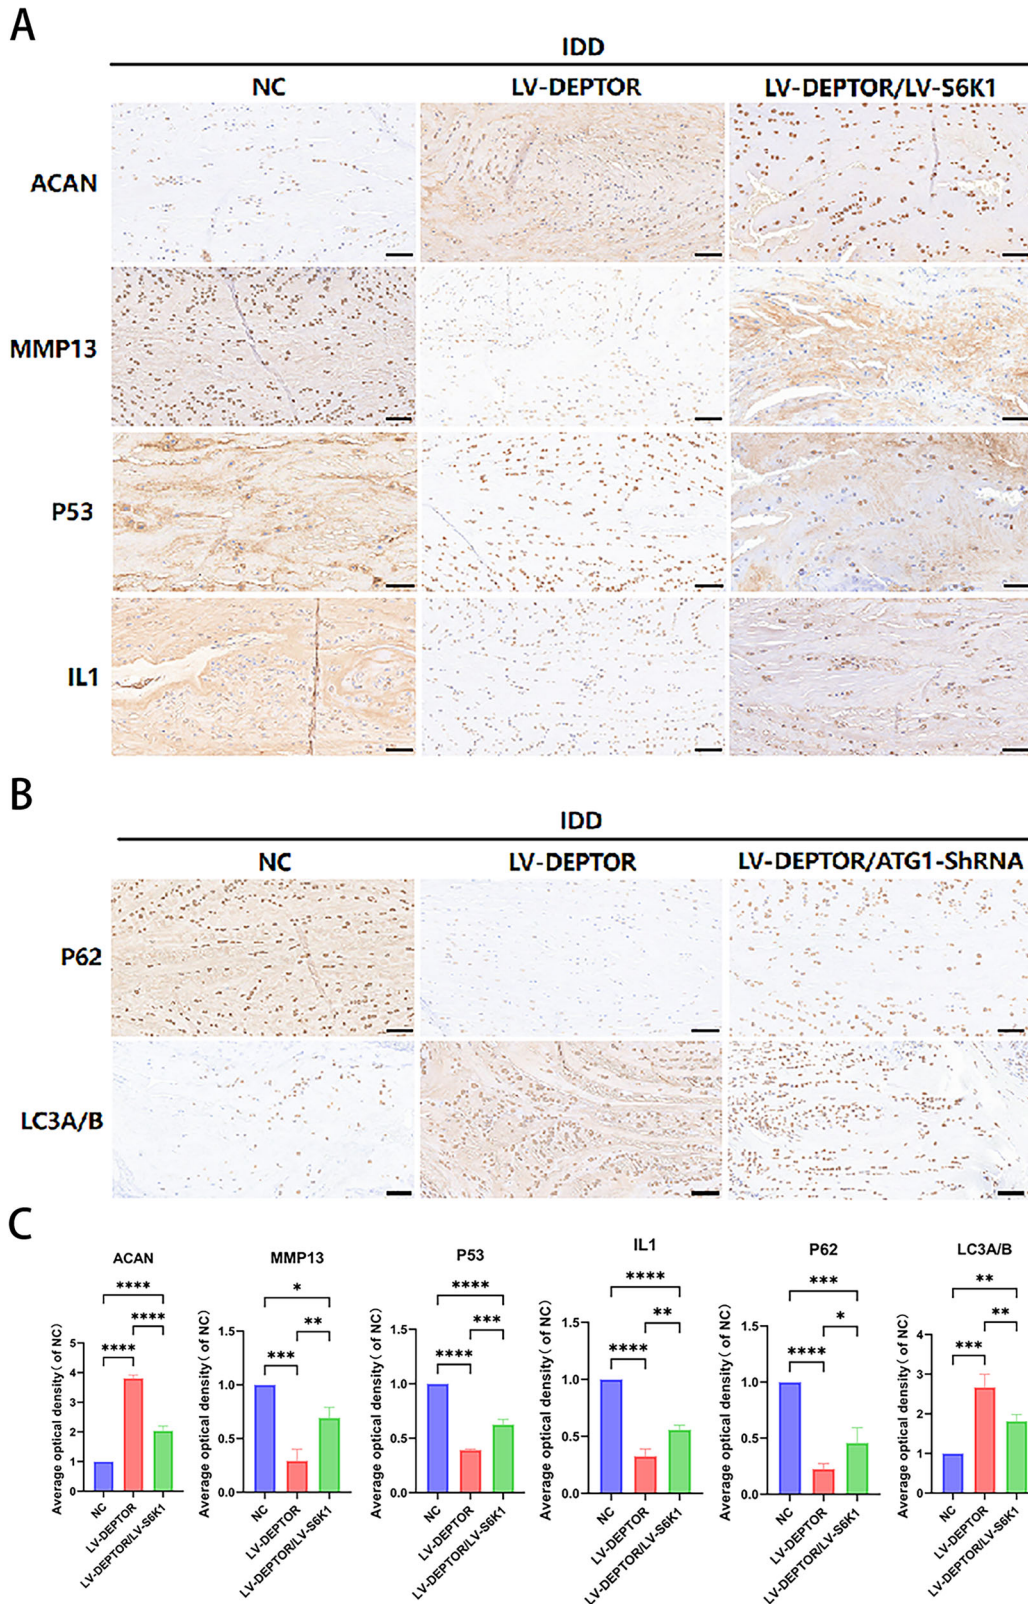 A
IDD
NC LV-DEPTOR LV-DEPTOR/LV-S6K1
ACAN
MMP13
P53
IL1
B
IDD
NC LV-DEPTOR LV-DEPTOR/ATG1-ShRNA
P62
LC3A/B
C
ACAN
****
****
****
Average optical density( of NC)
5
4
3
2
1
0
NC
LV-DEPTOR
LV-DEPTOR/LV-S6K1
MMP13
*
**
***
Average optical density( of NC)
1.5
1.0
0.5
0.0
NC
LV-DEPTOR
LV-DEPTOR/LV-S6K1
P53
****
***
****
Average optical density( of NC)
1.5
1.0
0.5
0.0
NC
LV-DEPTOR
LV-DEPTOR/LV-S6K1
IL1
****
**
****
Average optical density( of NC)
1.5
1.0
0.5
0.0
NC
LV-DEPTOR
LV-DEPTOR/LV-S6K1
P62
***
*
****
Average optical density( of NC)
1.5
1.0
0.5
0.0
NC
LV-DEPTOR
LV-DEPTOR/LV-S6K1
LC3A/B
**
**
***
Average optical density( of NC)
4
3
2
1
0
NC
LV-DEPTOR
LV-DEPTOR/LV-S6K1